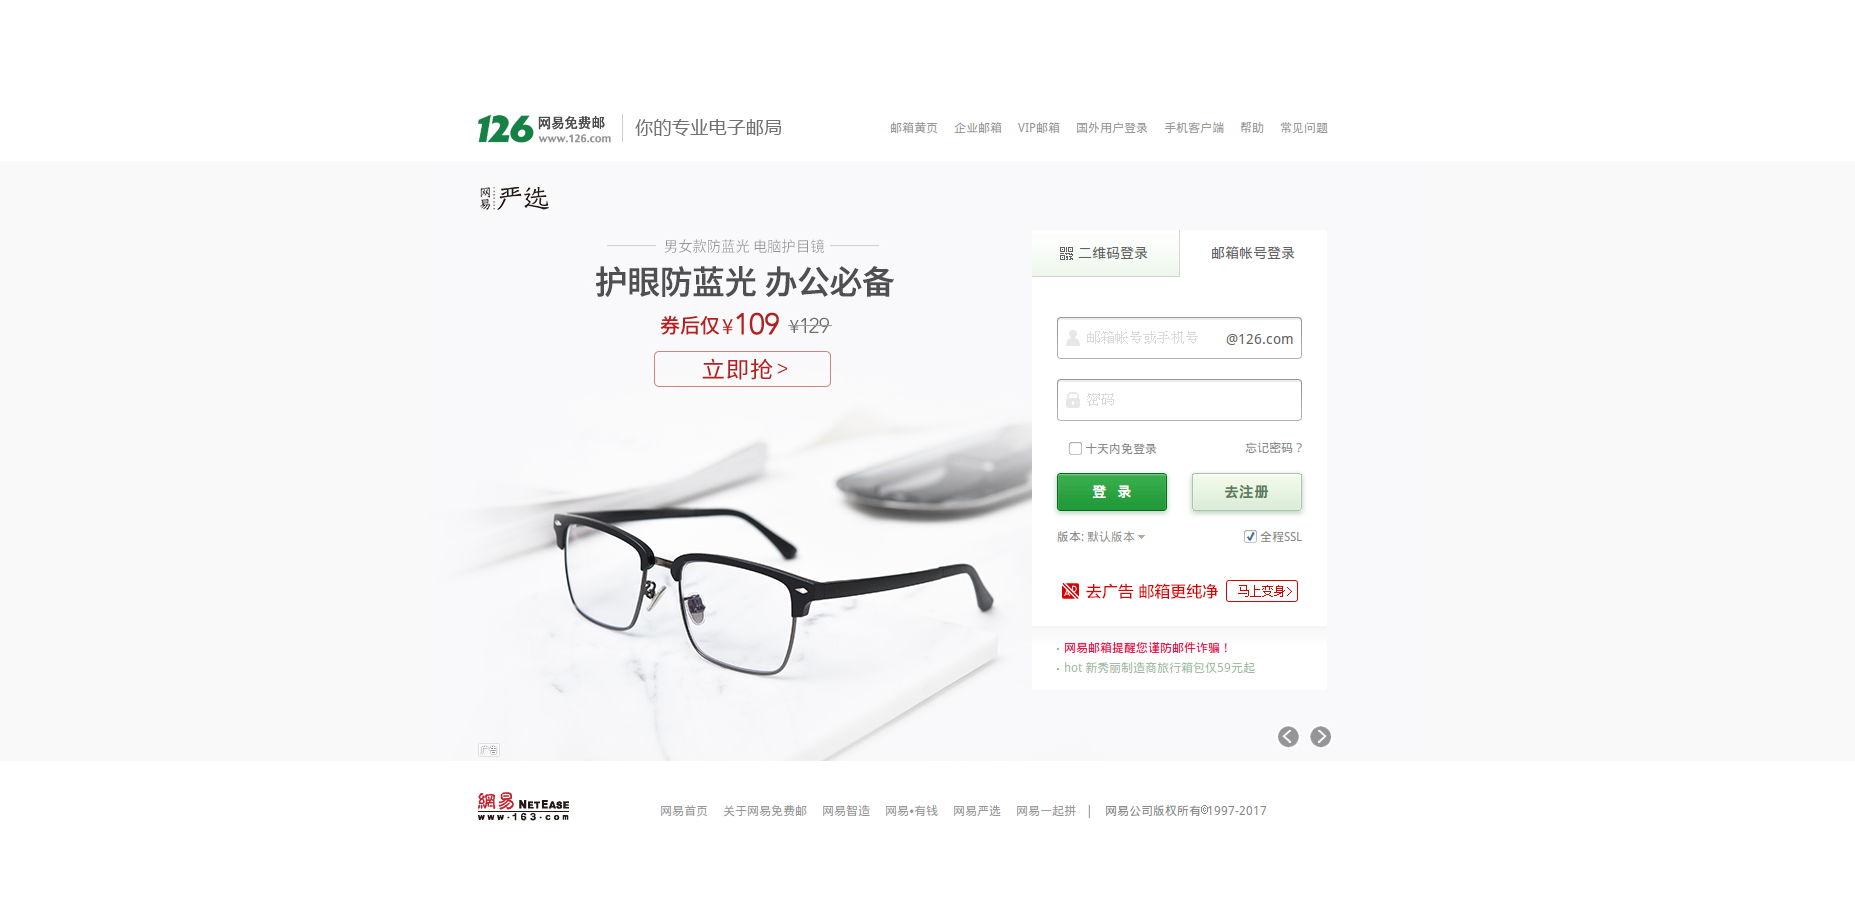 126 网易免费邮 www.126.com
你的专业电子邮局
邮箱黄页 企业邮箱 VIP邮箱 国外用户登录 手机客户端 帮助 常见问题
网易严选
男女款防蓝光 电脑护目镜
护眼防蓝光 办公必备
券后仅¥109 ¥129
立即抢>
二维码登录 邮箱帐号登录
邮箱帐号或手机号 @126.com
密码
十天内免登录 忘记密码?
登 录 去注册
版本: 默认版本 全程SSL
去广告 邮箱更纯净 马上变身>
· 网易邮箱提醒您谨防邮件诈骗!
· hot 新秀丽制造商旅行箱包仅59元起
广告
網易 NETEASE
www.163.com
网易首页 关于网易免费邮 网易智造 网易•有钱 网易严选 网易一起拼 | 网易公司版权所有©1997-2017